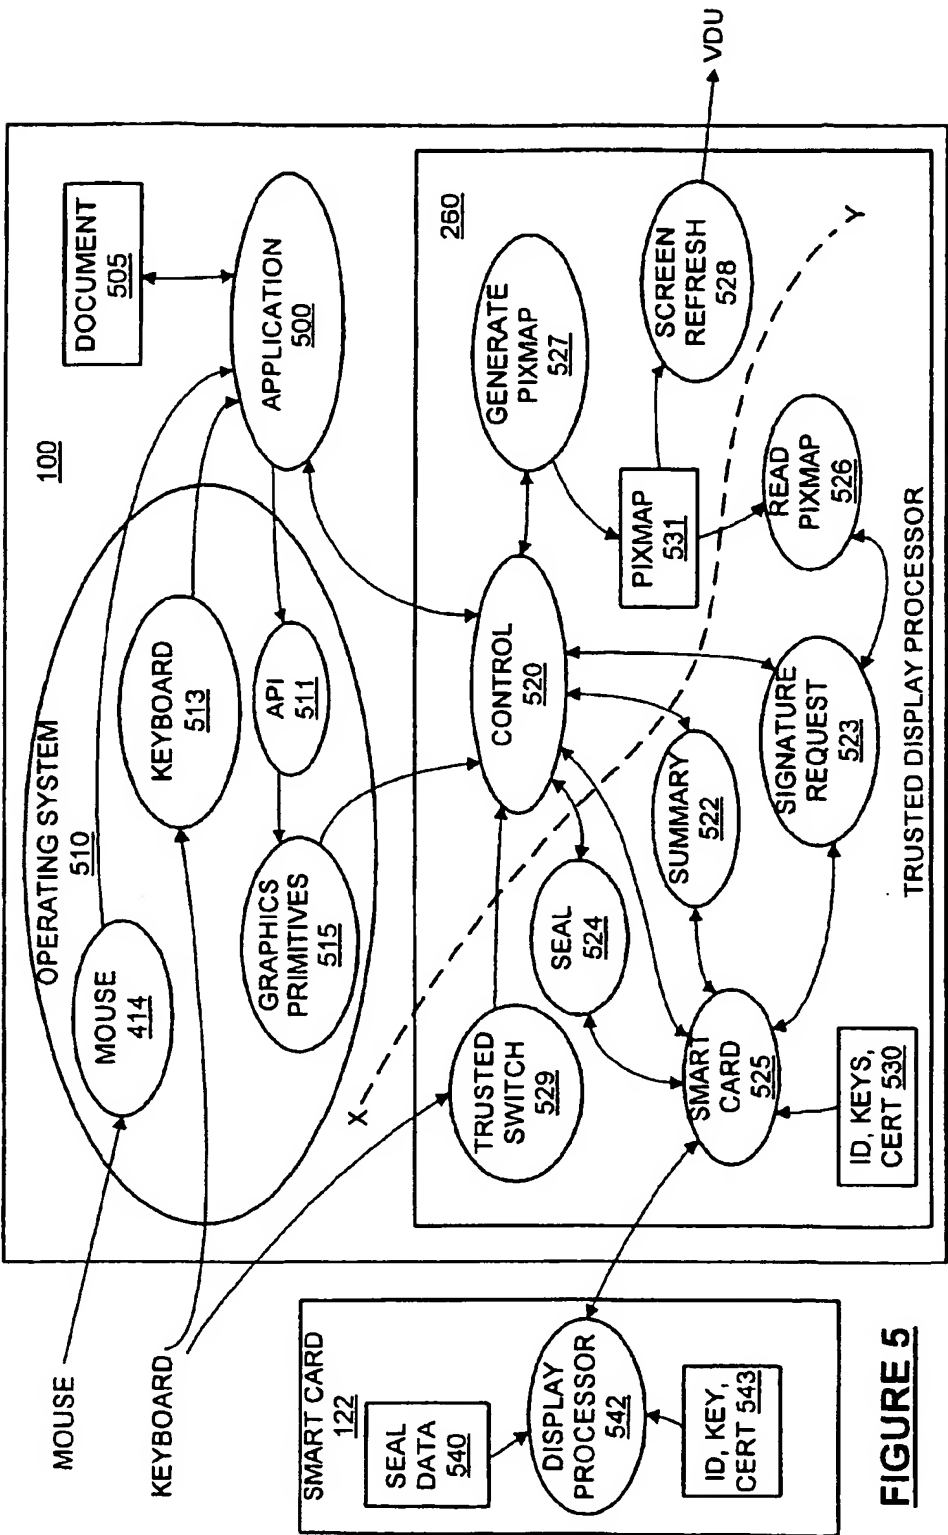 MOUSE
KEYBOARD
100
OPERATING SYSTEM
510
MOUSE
414
KEYBOARD
513
GRAPHICS
PRIMITIVES
515
API
511
DOCUMENT
505
APPLICATION
500
X
260
TRUSTED
SWITCH
529
CONTROL
520
GENERATE
PIXMAP
527
SEAL
524
PIXMAP
531
SCREEN
REFRESH
528
VDU
SMART
CARD
525
SUMMARY
522
SIGNATURE
REQUEST
523
READ
PIXMAP
526
Y
ID, KEYS,
CERT 530
TRUSTED DISPLAY PROCESSOR
SMART CARD
122
SEAL
DATA
540
DISPLAY
PROCESSOR
542
ID, KEY,
CERT 543
FIGURE 5